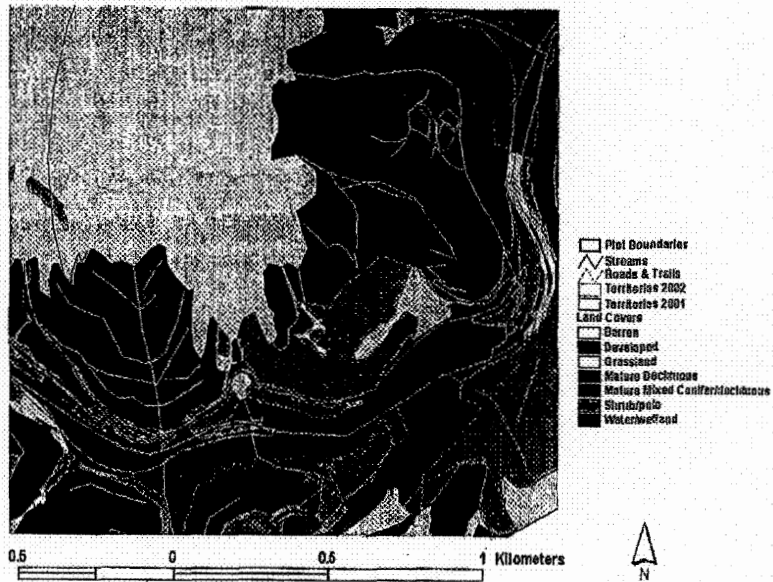 Plot Boundaries
Streams
Roads & Trails
Territories 2002
Territories 2001
Land Covers
Barren
Developed
Grassland
Mature Deciduous
Mature Mixed Conifer/deciduous
Shrub/pole
Water/wetland
0.5 0 0.5 1 Kilometers
N